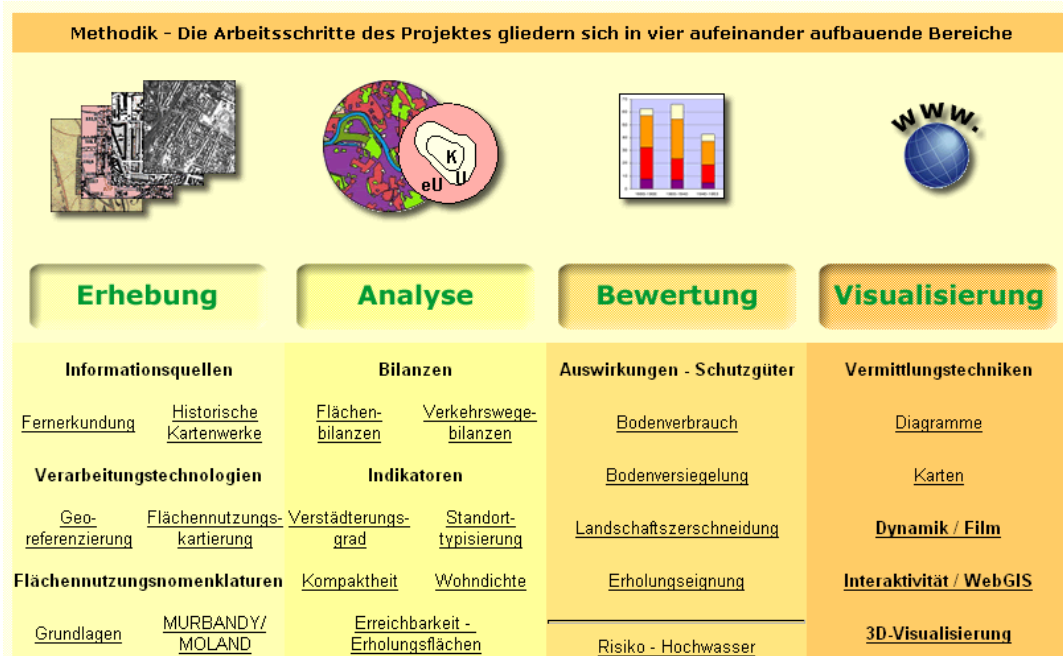 Methodik - Die Arbeitsschritte des Projektes gliedern sich in vier aufeinander aufbauende Bereiche
K
U
eU
www.
Erhebung
Analyse
Bewertung
Visualisierung
Informationsquellen
Fernerkundung
Historische
Kartenwerke
Verarbeitungstechnologien
Geo-
referenzierung
Flächennutzungs-
kartierung
Flächennutzungsnomenklaturen
Grundlagen
MURBANDY/
MOLAND
Bilanzen
Flächen-
bilanzen
Verkehrswege-
bilanzen
Indikatoren
Verstädterungs-
grad
Standort-
typisierung
Kompaktheit
Wohndichte
Erreichbarkeit -
Erholungsflächen
Auswirkungen - Schutzgüter
Bodenverbrauch
Bodenversiegelung
Landschaftszerschneidung
Erholungseignung
Risiko - Hochwasser
Vermittlungstechniken
Diagramme
Karten
Dynamik / Film
Interaktivität / WebGIS
3D-Visualisierung